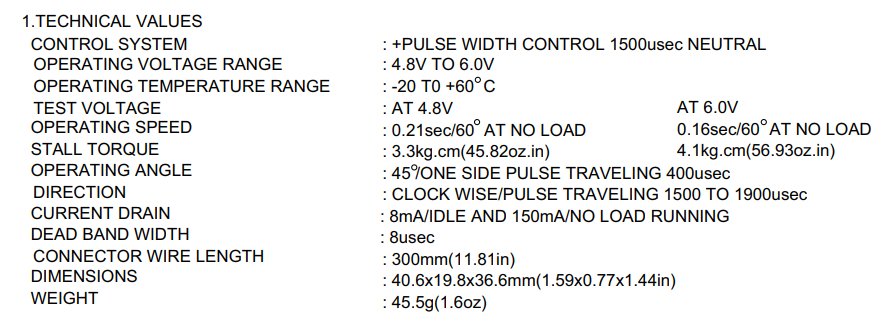 1.TECHNICAL VALUES
CONTROL SYSTEM : +PULSE WIDTH CONTROL 1500usec NEUTRAL
OPERATING VOLTAGE RANGE : 4.8V TO 6.0V
OPERATING TEMPERATURE RANGE : -20 T0 +60°C
TEST VOLTAGE : AT 4.8V AT 6.0V
OPERATING SPEED : 0.21sec/60° AT NO LOAD 0.16sec/60° AT NO LOAD
STALL TORQUE : 3.3kg.cm(45.82oz.in) 4.1kg.cm(56.93oz.in)
OPERATING ANGLE : 45°/ONE SIDE PULSE TRAVELING 400usec
DIRECTION : CLOCK WISE/PULSE TRAVELING 1500 TO 1900usec
CURRENT DRAIN : 8mA/IDLE AND 150mA/NO LOAD RUNNING
DEAD BAND WIDTH : 8usec
CONNECTOR WIRE LENGTH : 300mm(11.81in)
DIMENSIONS : 40.6x19.8x36.6mm(1.59x0.77x1.44in)
WEIGHT : 45.5g(1.6oz)